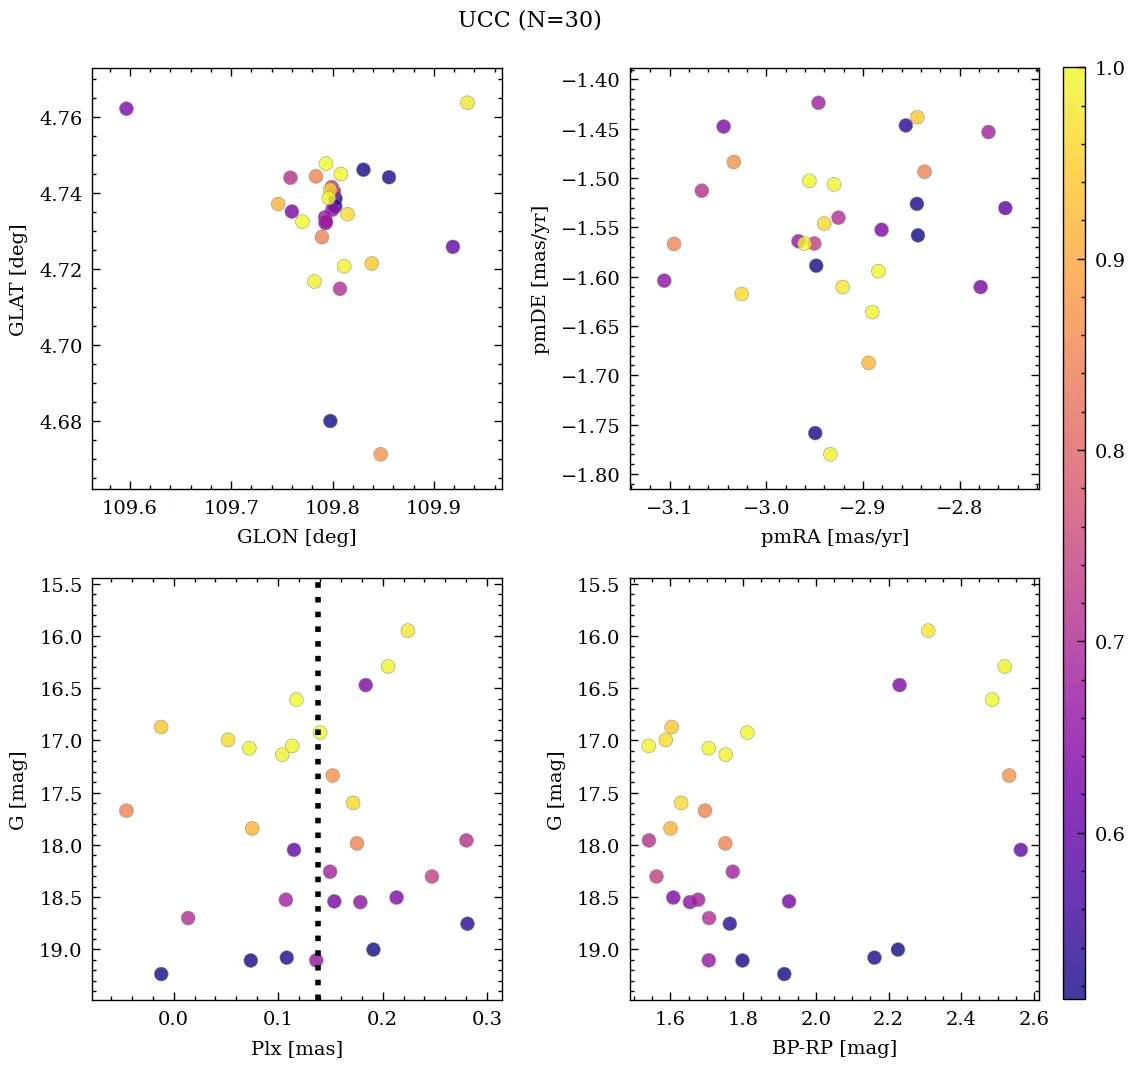 UCC (N=30)
4.76
4.74
4.72
4.70
4.68
GLAT [deg]
109.6 109.7 109.8 109.9
GLON [deg]
−1.40
−1.45
−1.50
−1.55
−1.60
−1.65
−1.70
−1.75
−1.80
pmDE [mas/yr]
−3.1 −3.0 −2.9 −2.8
pmRA [mas/yr]
1.0
0.9
0.8
0.7
0.6
15.5
16.0
16.5
17.0
17.5
18.0
18.5
19.0
G [mag]
0.0 0.1 0.2 0.3
Plx [mas]
15.5
16.0
16.5
17.0
17.5
18.0
18.5
19.0
G [mag]
1.6 1.8 2.0 2.2 2.4 2.6
BP-RP [mag]